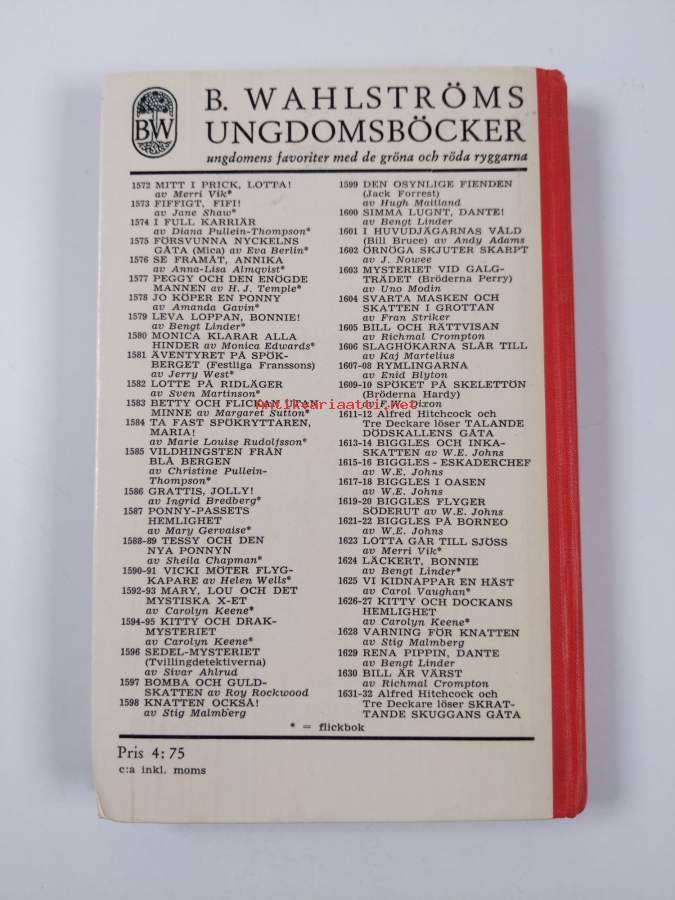 BW
B. WAHLSTRÖMS
UNGDOMSBÖCKER
ungdomens favoriter med de gröna och röda ryggarna
1572 MITT I PRICK, LOTTA!
av Merri Vik*
1573 FIFFIGT, FIFI!
av Jane Shaw*
1574 I FULL KARRIÄR
av Diana Pullein-Thompson*
1575 FÖRSVUNNA NYCKELNS
GÅTA (Mica) av Eva Berlin*
1576 SE FRAMÅT, ANNIKA
av Anna-Lisa Almqvist*
1577 PEGGY OCH DEN ENÖGDE
MANNEN av H. J. Temple*
1578 JO KÖPER EN PONNY
av Amanda Gavin*
1579 LEVA LOPPAN, BONNIE!
av Bengt Linder*
1580 MONICA KLARAR ALLA
HINDER av Monica Edwards*
1581 ÄVENTYRET PÅ SPÖK-
BERGET (Festliga Franssons)
av Jerry West*
1582 LOTTE PÅ RIDLÄGER
av Sven Martinson*
1583 BETTY OCH FLICKAN UTAN
MINNE av Margaret Sutton*
1584 TA FAST SPÖKRYTTAREN,
MARIA!
av Marie Louise Rudolfsson*
1585 VILDHINGSTEN FRÅN
BLÅ BERGEN
av Christine Pullein-
Thompson*
1586 GRATTIS, JOLLY!
av Ingrid Bredberg*
1587 PONNY-PASSETS
HEMLIGHET
av Mary Gervaise*
1588-89 TESSY OCH DEN
NYA PONNYN
av Sheila Chapman*
1590-91 VICKI MÖTER FLYG-
KAPARE av Helen Wells*
1592-93 MARY, LOU OCH DET
MYSTISKA X-ET
av Carolyn Keene*
1594-95 KITTY OCH DRAK-
MYSTERIET
av Carolyn Keene*
1596 SEDEL-MYSTERIET
(Tvillingdetektiverna)
av Sivar Ahlrud
1597 BOMBA OCH GULD-
SKATTEN av Roy Rockwood
1598 KNATTEN OCKSÅ!
av Stig Malmberg
1599 DEN OSYNLIGE FIENDEN
(Jack Forrest)
av Hugh Maitland
1600 SIMMA LUGNT, DANTE!
av Bengt Linder
1601 I HUVUDJÄGARNAS VÅLD
(Bill Bruce) av Andy Adams
1602 ÖRNÖGA SKJUTER SKARPT
av J. Nowee
1603 MYSTERIET VID GALG-
TRÄDET (Bröderna Perry)
av Uno Modin
1604 SVARTA MASKEN OCH
SKATTEN I GROTTAN
av Fran Striker
1605 BILL OCH RÄTTVISAN
av Richmal Crompton
1606 SLAGHÖKARNA SLÅR TILL
av Kaj Martelius
1607-08 RYMLINGARNA
av Enid Blyton
1609-10 SPÖKET PÅ SKELETTÖN
(Bröderna Hardy)
av F.W. Dixon
1611-12 Alfred Hitchcock och
Tre Deckare löser TALANDE
DÖDSKALLENS GÅTA
1613-14 BIGGLES OCH INKA-
SKATTEN av W.E. Johns
1615-16 BIGGLES - ESKADERCHEF
av W.E. Johns
1617-18 BIGGLES I OASEN
av W.E. Johns
1619-20 BIGGLES FLYGER
SÖDERUT av W.E. Johns
1621-22 BIGGLES PÅ BORNEO
av W.E. Johns
1623 LOTTA GÅR TILL SJÖSS
av Merri Vik*
1624 LÄCKERT, BONNIE
av Bengt Linder*
1625 VI KIDNAPPAR EN HÄST
av Carol Vaughan*
1626-27 KITTY OCH DOCKANS
HEMLIGHET
av Carolyn Keene*
1628 VARNING FÖR KNATTEN
av Stig Malmberg
1629 RENA PIPPIN, DANTE
av Bengt Linder
1630 BILL ÄR VÄRST
av Richmal Crompton
1631-32 Alfred Hitchcock och
Tre Deckare löser SKRAT-
TANDE SKUGGANS GÅTA
* = flickbok
Pris 4:75
c:a inkl. moms
Antikvariaatti.net